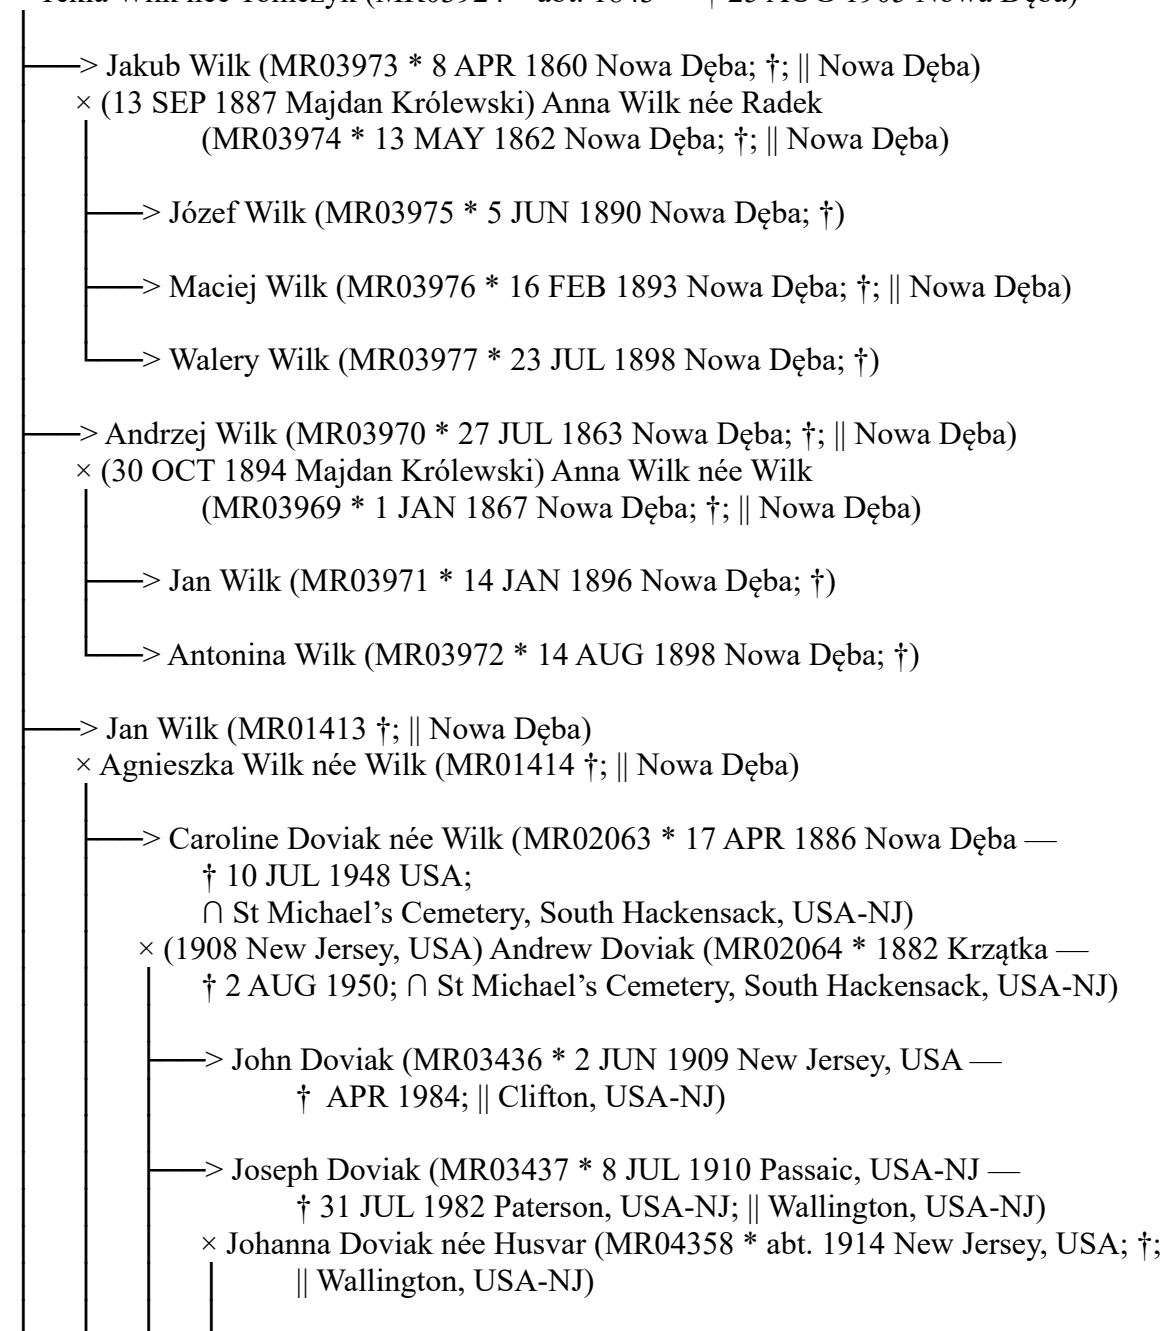 > Jakub Wilk (MR03973 * 8 APR 1860 Nowa Dęba; †; || Nowa Dęba)
× (13 SEP 1887 Majdan Królewski) Anna Wilk née Radek
(MR03974 * 13 MAY 1862 Nowa Dęba; †; || Nowa Dęba)
> Józef Wilk (MR03975 * 5 JUN 1890 Nowa Dęba; †)
> Maciej Wilk (MR03976 * 16 FEB 1893 Nowa Dęba; †; || Nowa Dęba)
> Walery Wilk (MR03977 * 23 JUL 1898 Nowa Dęba; †)
> Andrzej Wilk (MR03970 * 27 JUL 1863 Nowa Dęba; †; || Nowa Dęba)
× (30 OCT 1894 Majdan Królewski) Anna Wilk née Wilk
(MR03969 * 1 JAN 1867 Nowa Dęba; †; || Nowa Dęba)
> Jan Wilk (MR03971 * 14 JAN 1896 Nowa Dęba; †)
> Antonina Wilk (MR03972 * 14 AUG 1898 Nowa Dęba; †)
> Jan Wilk (MR01413 †; || Nowa Dęba)
× Agnieszka Wilk née Wilk (MR01414 †; || Nowa Dęba)
> Caroline Doviak née Wilk (MR02063 * 17 APR 1886 Nowa Dęba —
† 10 JUL 1948 USA;
∩ St Michael’s Cemetery, South Hackensack, USA-NJ)
× (1908 New Jersey, USA) Andrew Doviak (MR02064 * 1882 Krzątka —
† 2 AUG 1950; ∩ St Michael’s Cemetery, South Hackensack, USA-NJ)
> John Doviak (MR03436 * 2 JUN 1909 New Jersey, USA —
† APR 1984; || Clifton, USA-NJ)
> Joseph Doviak (MR03437 * 8 JUL 1910 Passaic, USA-NJ —
† 31 JUL 1982 Paterson, USA-NJ; || Wallington, USA-NJ)
× Johanna Doviak née Husvar (MR04358 * abt. 1914 New Jersey, USA; †;
|| Wallington, USA-NJ)